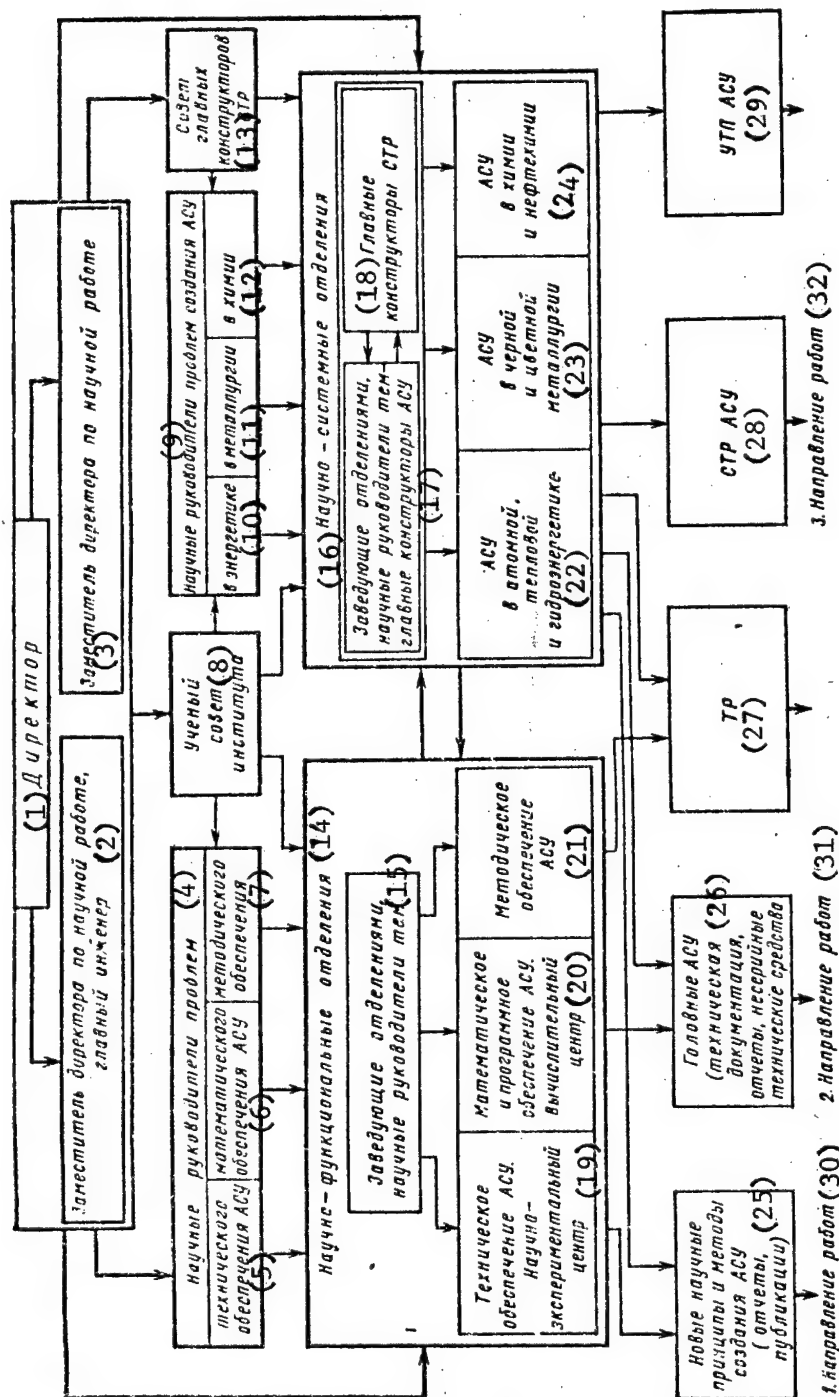 (1) Директор
Заместитель директора по научной работе,
главный инженер (2)
Заместитель директора по научной работе
(3)
Научные руководители проблем (4)
технического
обеспечения АСУ
(5)
математического
обеспечения АСУ
(6)
методического
обеспечения
(7)
Ученый
совет (8)
института
(9)
Научные руководители проблем создания АСУ
в энергетике
(10)
в металлургии
(11)
в химии
(12)
Совет
главных
конструкторов
(13) СТР
Научно-функциональные отделения (14)
Заведующие отделениями, (15)
научные руководители тем
Техническое
обеспечение АСУ.
Научно-
экспериментальный
центр (19)
Математическое
и программное
обеспечение АСУ.
Вычислительный
центр (20)
Методическое
обеспечение
АСУ
(21)
(16) Научно-системные отделения
Заведующие отделениями,
научные руководители тем—
главные конструкторы АСУ
(17)
(18) Главные
конструкторы СТР
АСУ
в атомной,
тепловой
и гидроэнергетике
(22)
АСУ
в черной
и цветной
металлургии
(23)
АСУ
в химии
и нефтехимии
(24)
Новые научные
принципы и методы
создания АСУ
(отчеты, (25)
публикации)
Головные АСУ (26)
(техническая
документация,
отчеты, несерийные
технические средства
ТР
(27)
СТР АСУ
(28)
УТП АСУ
(29)
1. Направление работ (30)
2. Направление работ (31)
3. Направление работ (32)